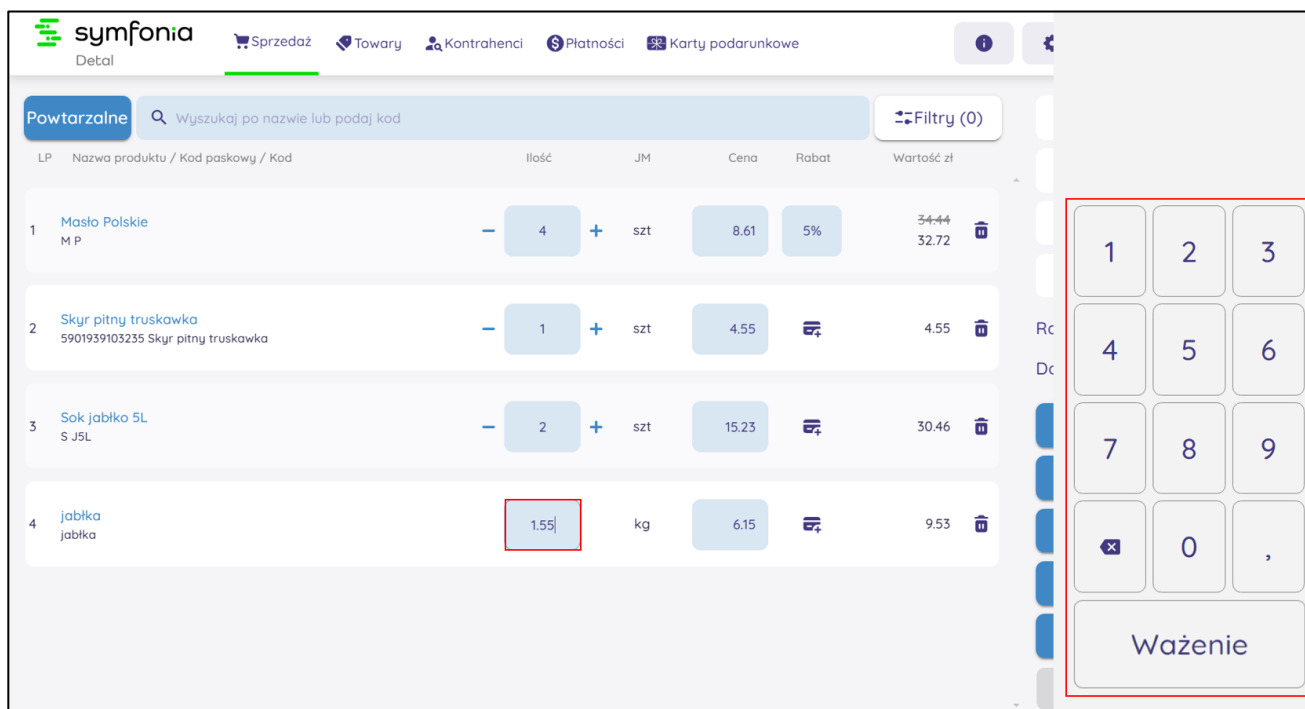 symfonia
Detal
Sprzedaż Towary Kontrahenci Płatności Karty podarunkowe
Powtarzalne Wyszukaj po nazwie lub podaj kod Filtry (0)
LP Nazwa produktu / Kod paskowy / Kod Ilość JM Cena Rabat Wartość zł
1 Masło Polskie M P − 4 + szt 8.61 5% 34.44 32.72
2 Skyr pitny truskawka 5901939103235 Skyr pitny truskawka − 1 + szt 4.55 4.55
3 Sok jabłko 5L S J5L − 2 + szt 15.23 30.46
4 jabłka jabłka 1.55 kg 6.15 9.53
1 2 3
4 5 6
7 8 9
0 ,
Ważenie